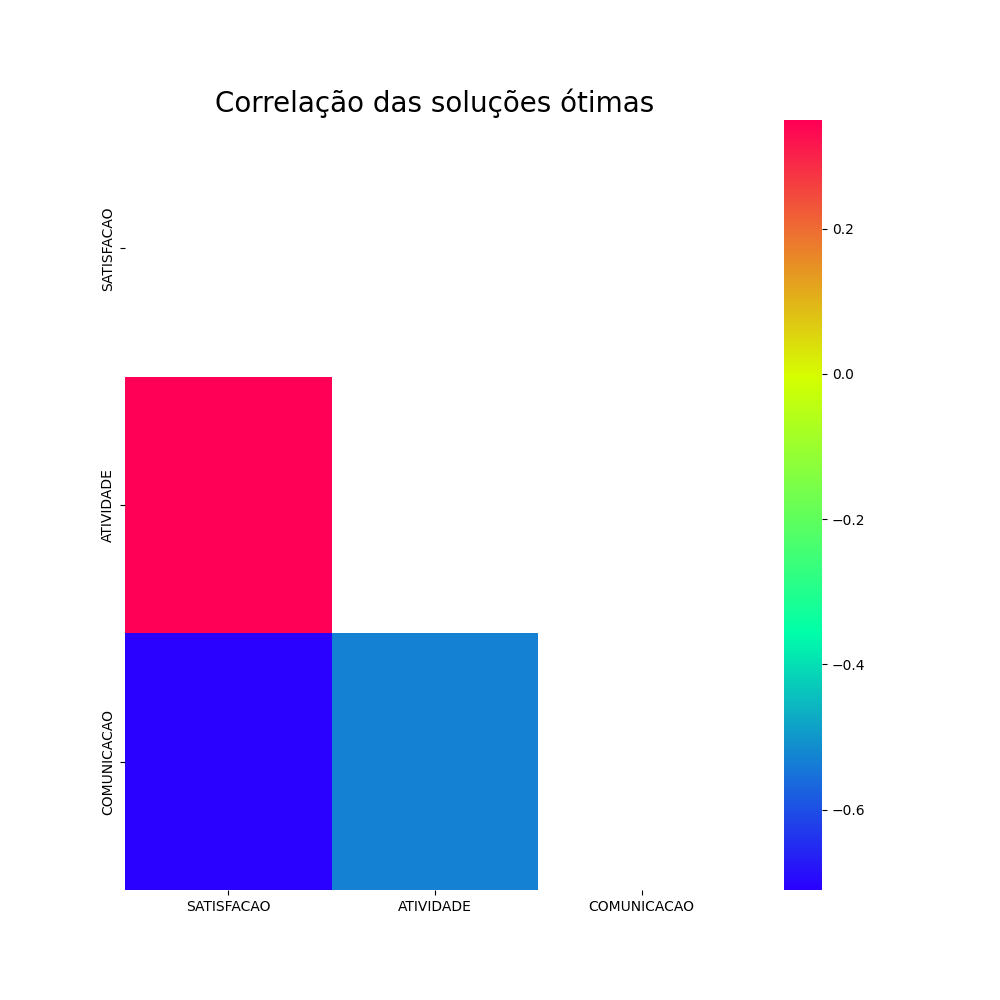 Correlação das soluções ótimas
SATISFACAO
ATIVIDADE
COMUNICACAO
SATISFACAO
ATIVIDADE
COMUNICACAO
0.2
0.0
−0.2
−0.4
−0.6